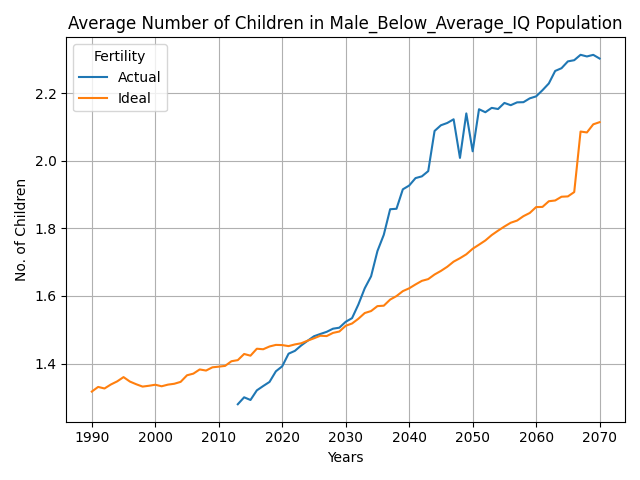 Average Number of Children in Male_Below_Average_IQ Population
Fertility
Actual
Ideal
No. of Children
2.2
2.0
1.8
1.6
1.4
1990 2000 2010 2020 2030 2040 2050 2060 2070
Years